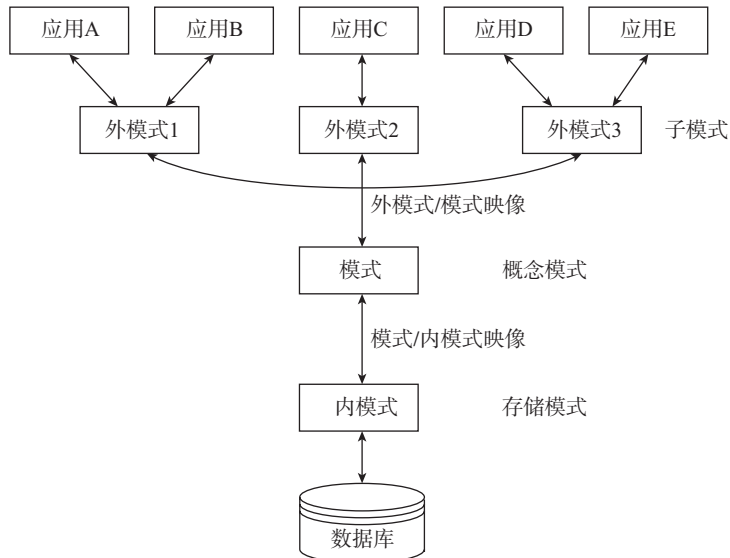 应用A 应用B 应用C 应用D 应用E
外模式1 外模式2 外模式3 子模式
外模式/模式映像
模式 概念模式
模式/内模式映像
内模式 存储模式
数据库